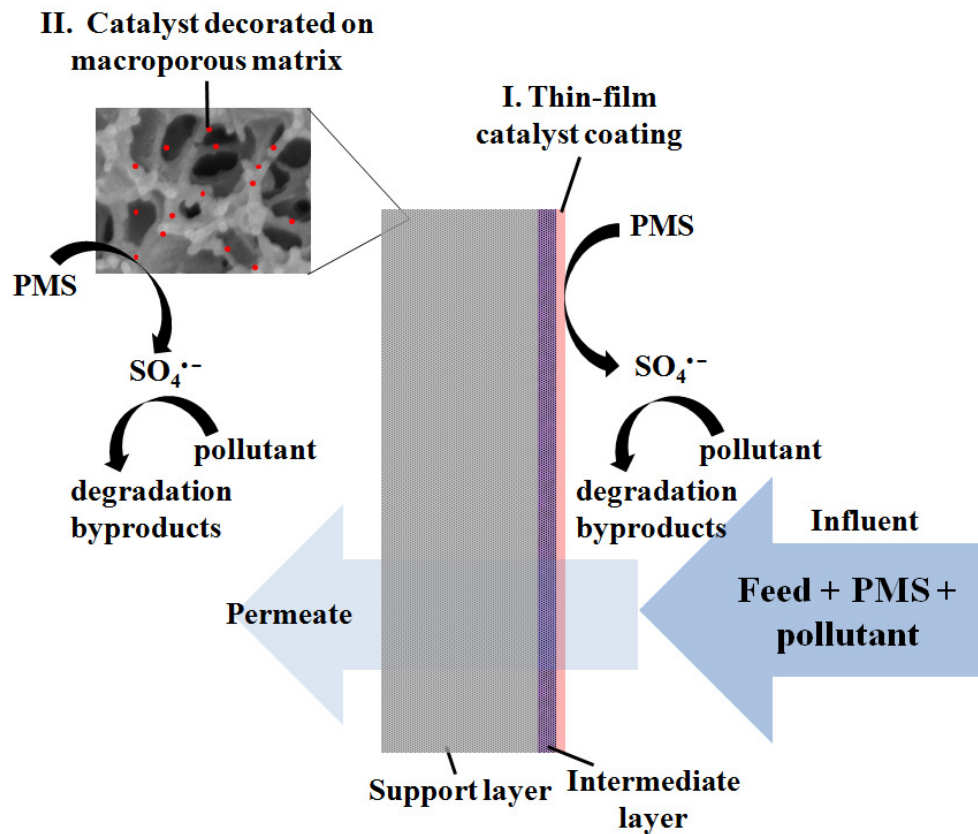 II. Catalyst decorated on
macroporous matrix
I. Thin-film
catalyst coating
PMS
SO₄•−
pollutant
degradation
byproducts
PMS
SO₄•−
pollutant
degradation
byproducts
Influent
Feed + PMS +
pollutant
Permeate
Support layer
Intermediate
layer